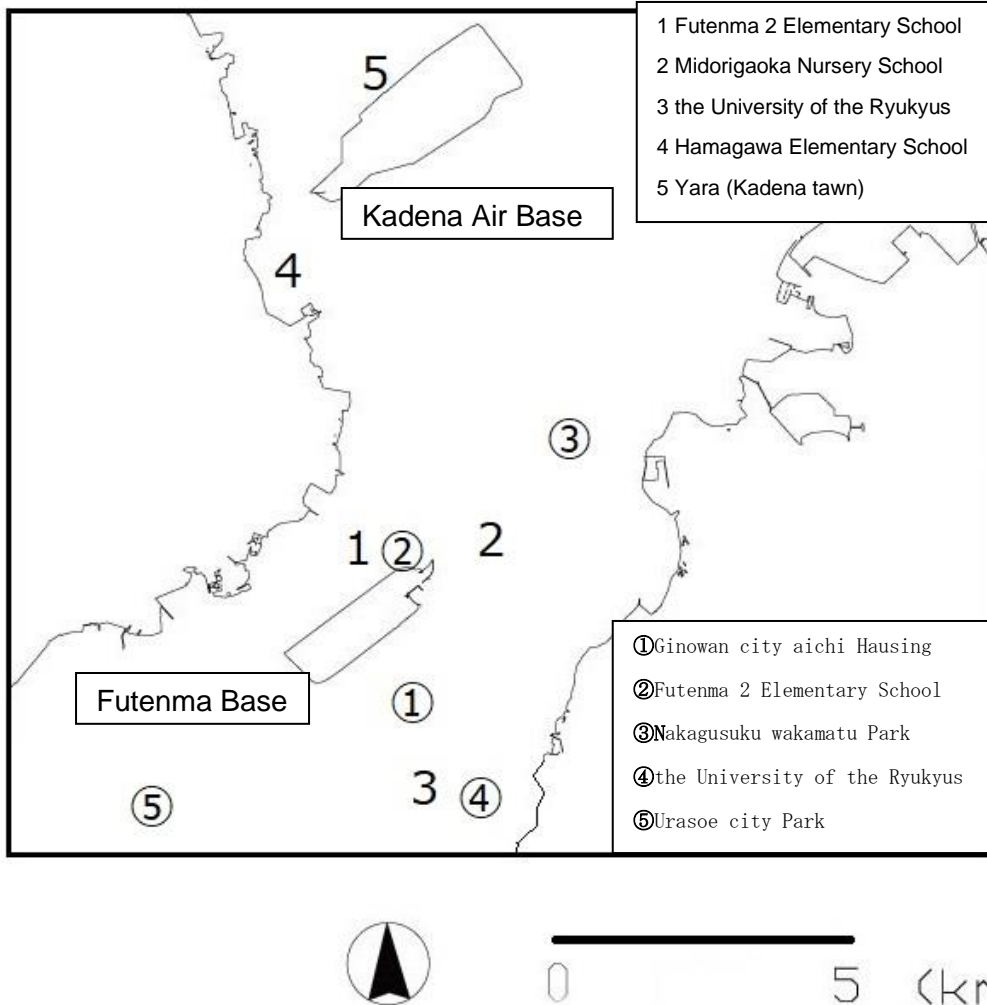 1 Futenma 2 Elementary School
2 Midorigaoka Nursery School
3 the University of the Ryukyus
4 Hamagawa Elementary School
5 Yara (Kadena tawn)
5
Kadena Air Base
4
③
1 ② 2
Futenma Base
①
3 ④
⑤
①Ginowan city aichi Hausing
②Futenma 2 Elementary School
③Nakagusuku wakamatu Park
④the University of the Ryukyus
⑤Urasoe city Park
0 5 (km